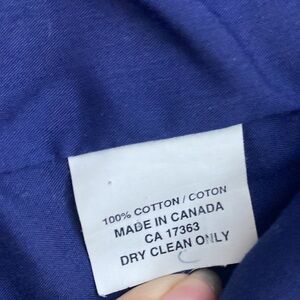 100% COTTON / COTON
MADE IN CANADA
CA 17363
DRY CLEAN ONLY